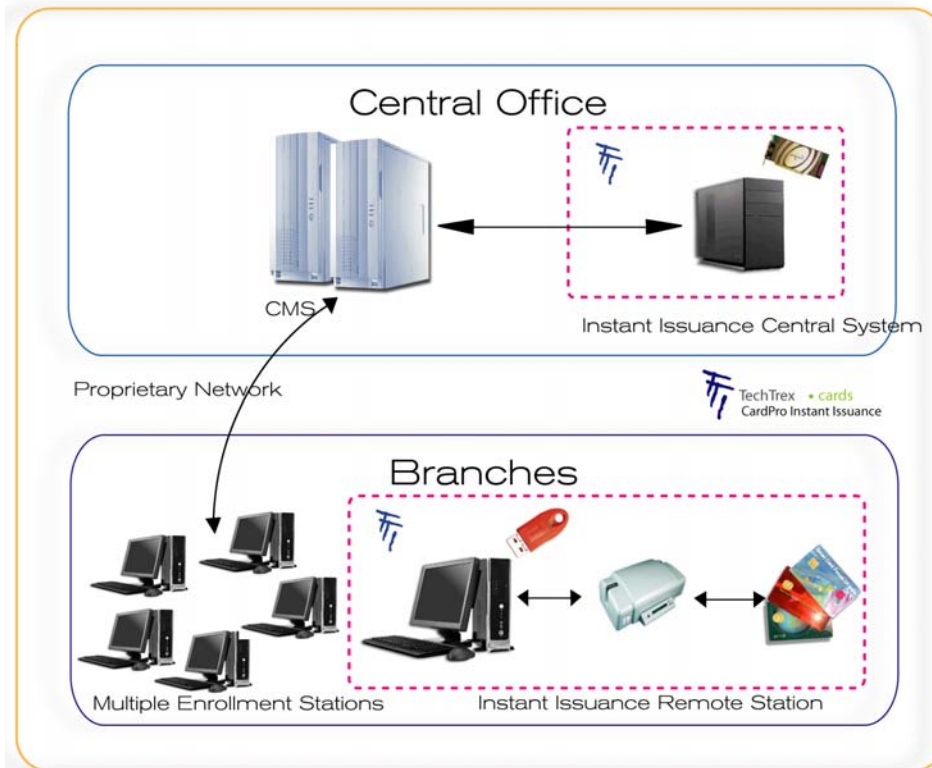 Central Office
CMS
Instant Issuance Central System
Proprietary Network
TechTrex • cards
CardPro Instant Issuance
Branches
Multiple Enrollment Stations
Instant Issuance Remote Station